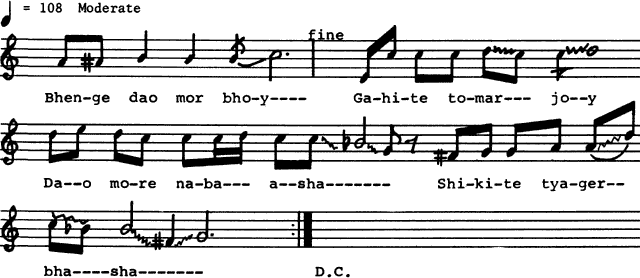 = 108 Moderate
fine
Bhen-ge dao mor bho-y---- Ga-hi-te to-mar--- jo--y
Da--o mo-re na-ba--- a--sha------- Shi-ki-te tya-ger--
bha----sha------- D.C.